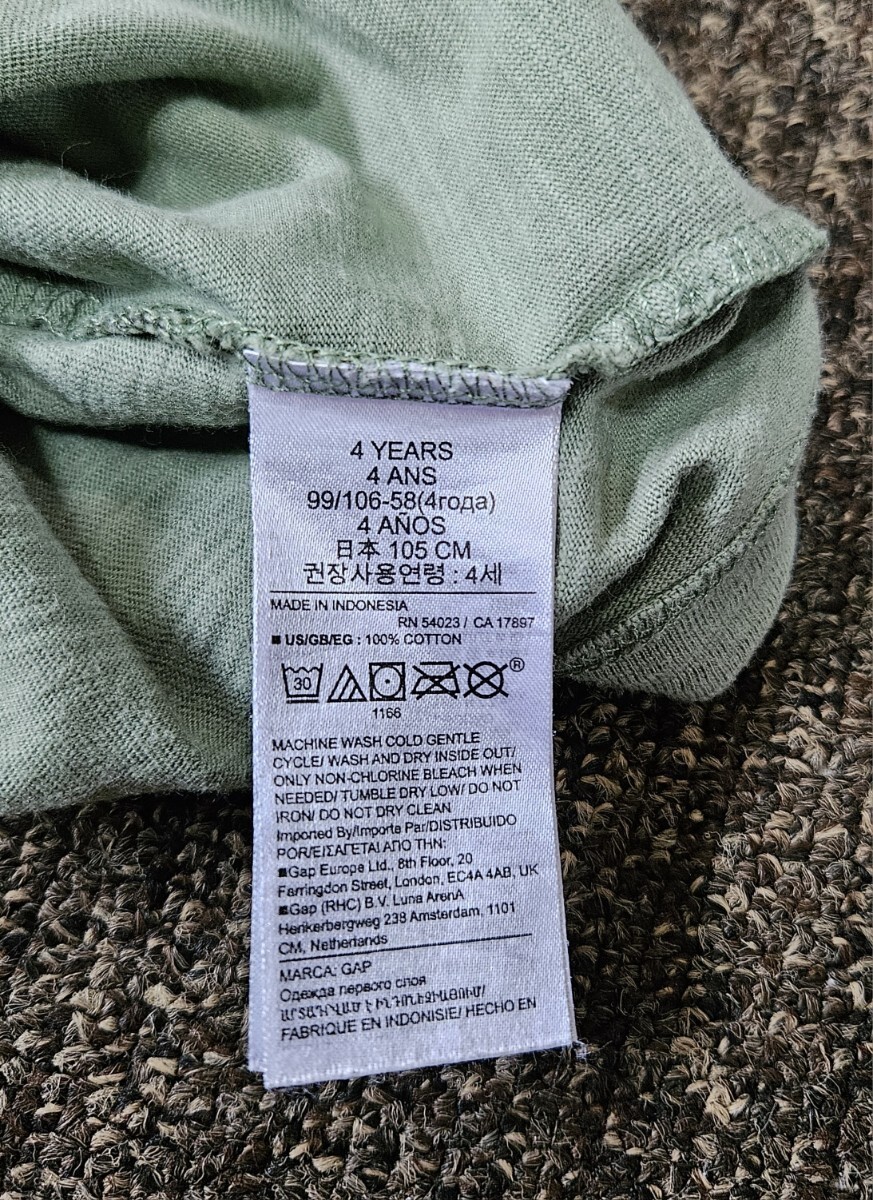 4 YEARS
4 ANS
99/106-58(4года)
4 AÑOS
日本 105 CM
권장사용연령 : 4세
MADE IN INDONESIA
RN 54023 / CA 17897
■ US/GB/EG : 100% COTTON
30
®
1166
MACHINE WASH COLD GENTLE
CYCLE/ WASH AND DRY INSIDE OUT/
ONLY NON-CHLORINE BLEACH WHEN
NEEDED/ TUMBLE DRY LOW/ DO NOT
IRON/ DO NOT DRY CLEAN
Imported By/Importe Par/DISTRIBUIDO
POR/ΕΙΣΑΓΕΤΑΙ ΑΠΟ ΤΗΝ:
■Gap Europe Ltd., 8th Floor, 20
Farringdon Street, London, EC4A 4AB, UK
■Gap (RHC) B.V. Luna ArenA
Herikerbergweg 238 Amsterdam, 1101
CM, Netherlands
MARCA: GAP
Одежда первого слоя
FABRIQUE EN INDONISIE/ HECHO EN